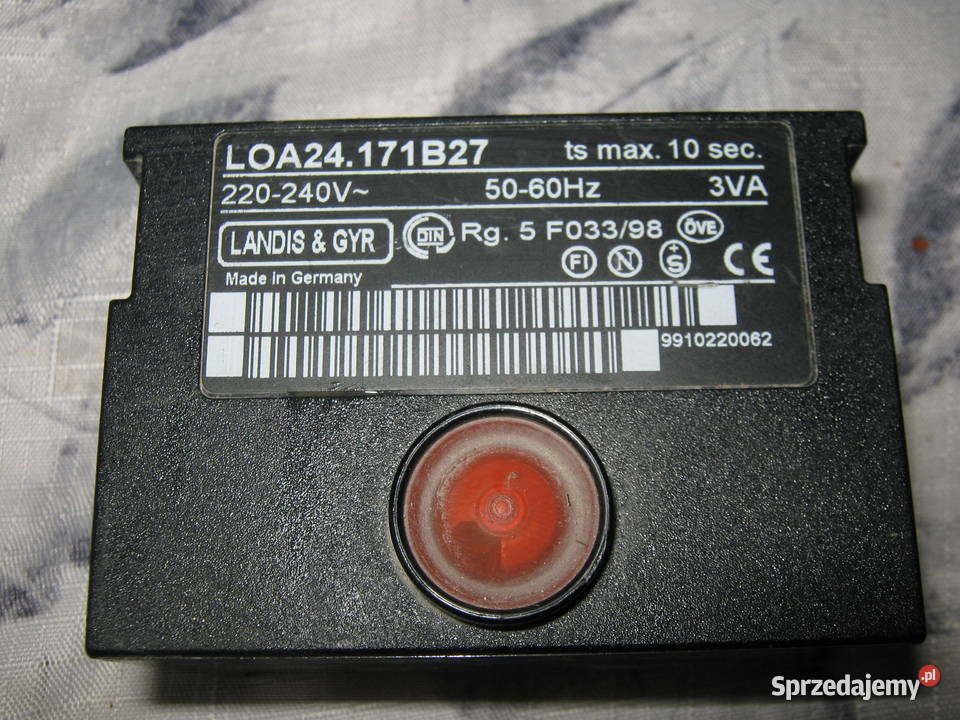 LOA24.171B27 ts max. 10 sec.
220-240V~ 50-60Hz 3VA
LANDIS & GYR DIN Rg. 5 F033/98 ÖVE
FI N +S CE
Made in Germany
9910220062
Sprzedajemy.pl